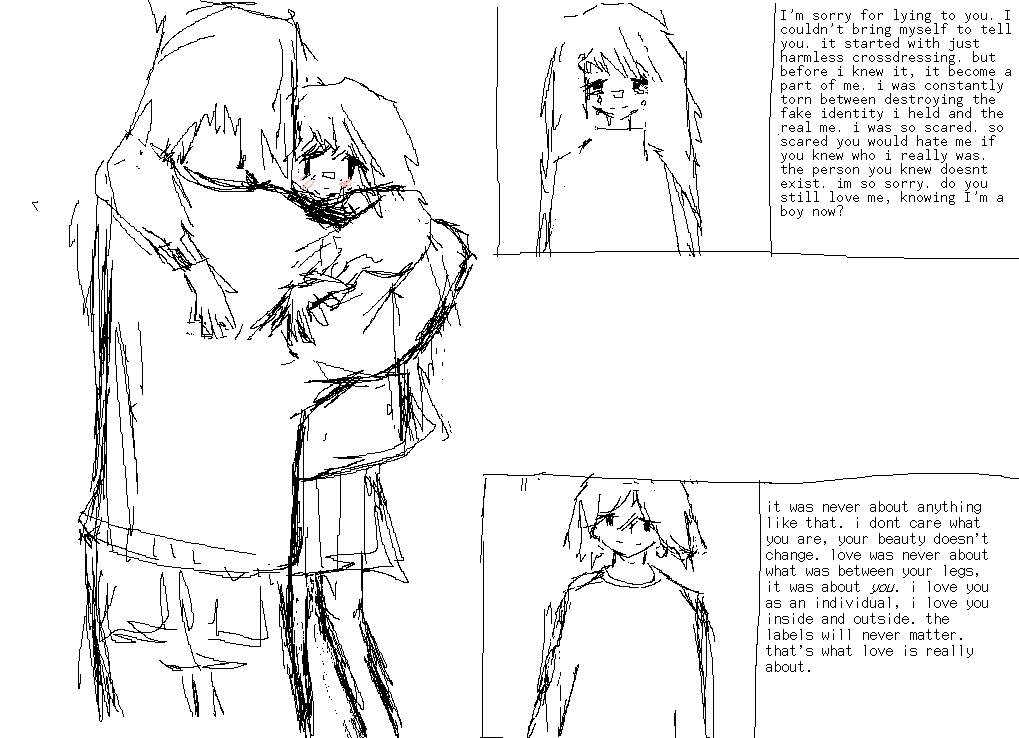 I'm sorry for lying to you. I
couldn't bring myself to tell
you. it started with just
harmless crossdressing. but
before i knew it, it become a
part of me. i was constantly
torn between destroying the
fake identity i held and the
real me. i was so scared. so
scared you would hate me if
you knew who i really was.
the person you knew doesnt
exist. im so sorry. do you
still love me, knowing I'm a
boy now?
it was never about anything
like that. i dont care what
you are, your beauty doesn't
change. love was never about
what was between your legs,
it was about you. i love you
as an individual, i love you
inside and outside. the
labels will never matter.
that's what love is really
about.